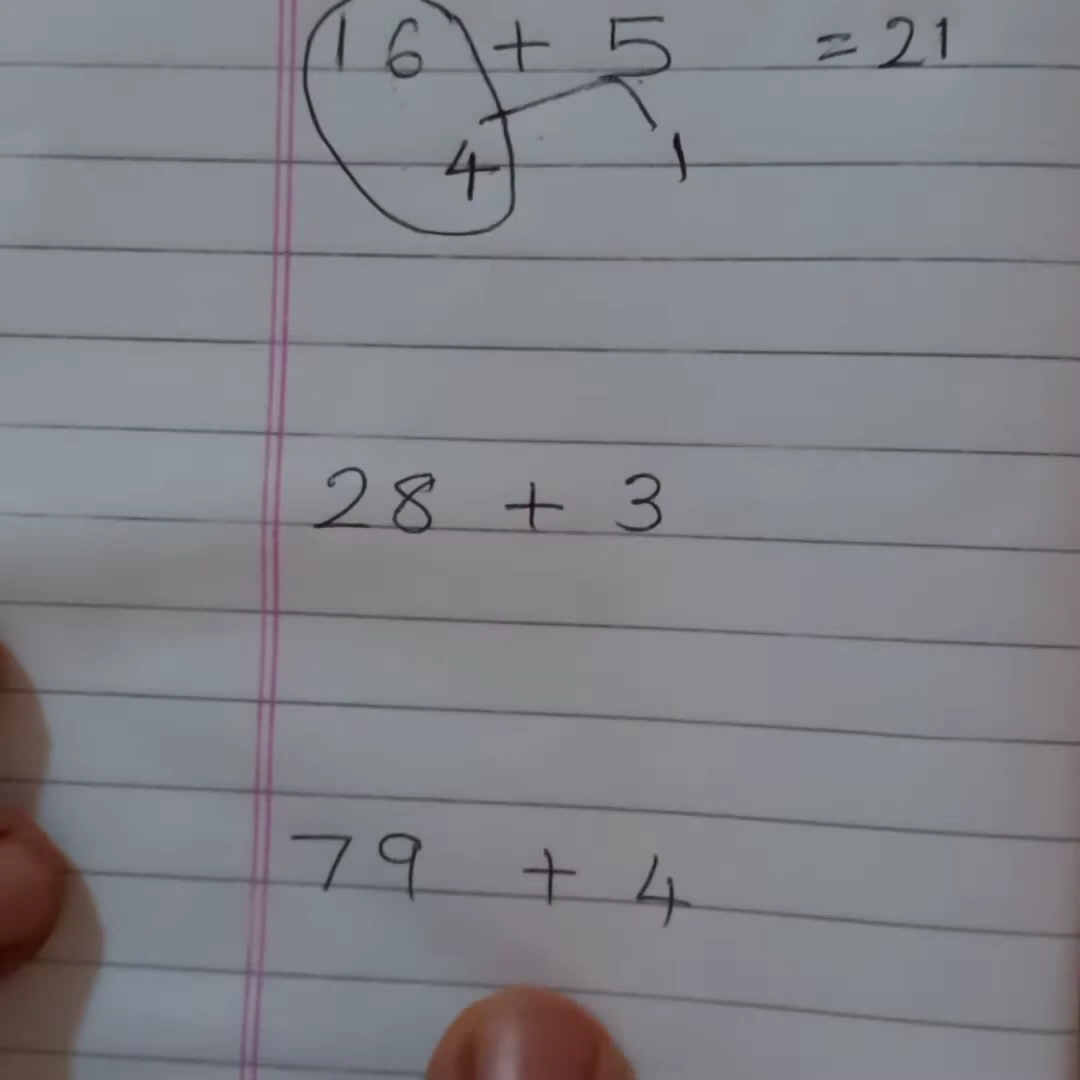 16 + 5 = 21
4 1
28 + 3
79 + 4